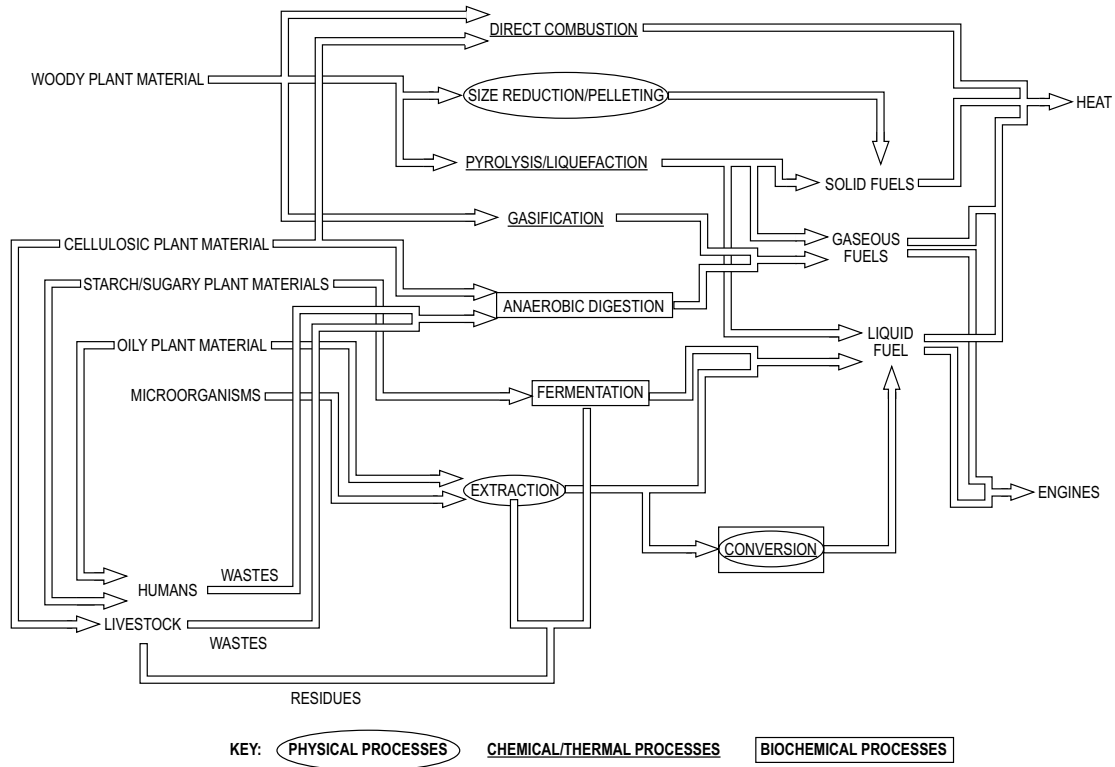 DIRECT COMBUSTION
WOODY PLANT MATERIAL
SIZE REDUCTION/PELLETING
HEAT
PYROLYSIS/LIQUEFACTION
SOLID FUELS
GASIFICATION
CELLULOSIC PLANT MATERIAL
GASEOUS
FUELS
STARCH/SUGARY PLANT MATERIALS
ANAEROBIC DIGESTION
LIQUID
FUEL
OILY PLANT MATERIAL
MICROORGANISMS
FERMENTATION
EXTRACTION
ENGINES
CONVERSION
HUMANS
WASTES
LIVESTOCK
WASTES
RESIDUES
KEY: PHYSICAL PROCESSES CHEMICAL/THERMAL PROCESSES BIOCHEMICAL PROCESSES